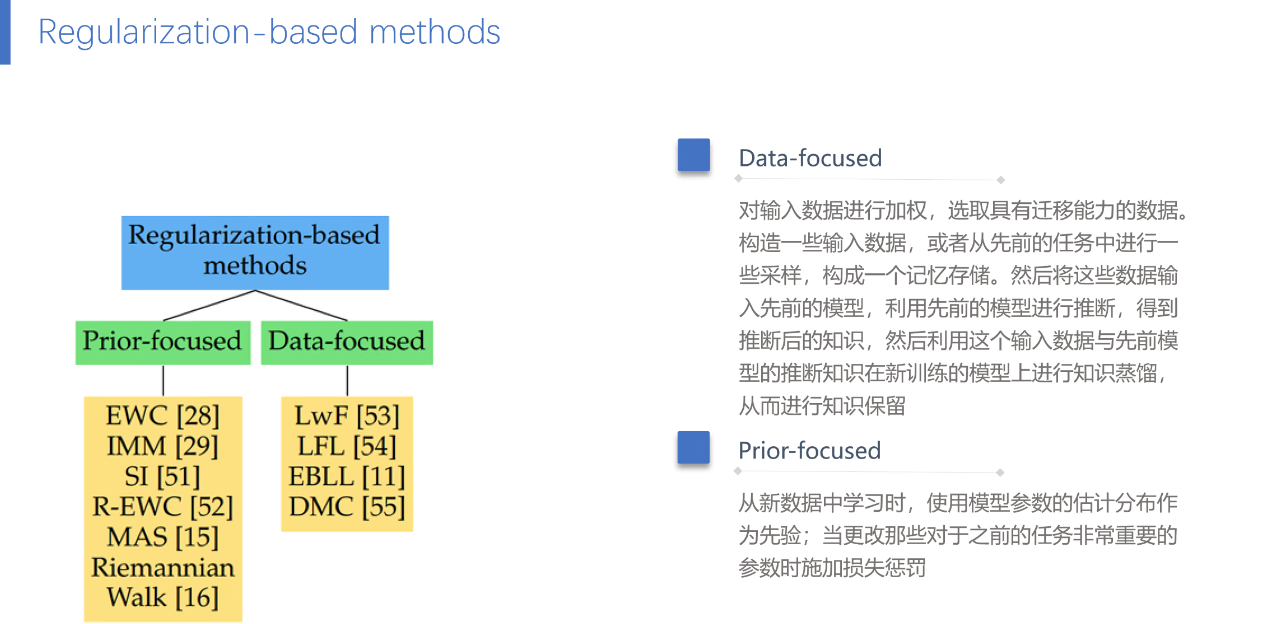 Regularization-based methods
Regularization-based
methods
Prior-focused
Data-focused
EWC [28]
IMM [29]
SI [51]
R-EWC [52]
MAS [15]
Riemannian
Walk [16]
LwF [53]
LFL [54]
EBLL [11]
DMC [55]
Data-focused
对输入数据进行加权，选取具有迁移能力的数据。
构造一些输入数据，或者从先前的任务中进行一
些采样，构成一个记忆存储。然后将这些数据输
入先前的模型，利用先前的模型进行推断，得到
推断后的知识，然后利用这个输入数据与先前模
型的推断知识在新训练的模型上进行知识蒸馏，
从而进行知识保留
Prior-focused
从新数据中学习时，使用模型参数的估计分布作
为先验；当更改那些对于之前的任务非常重要的
参数时施加损失惩罚